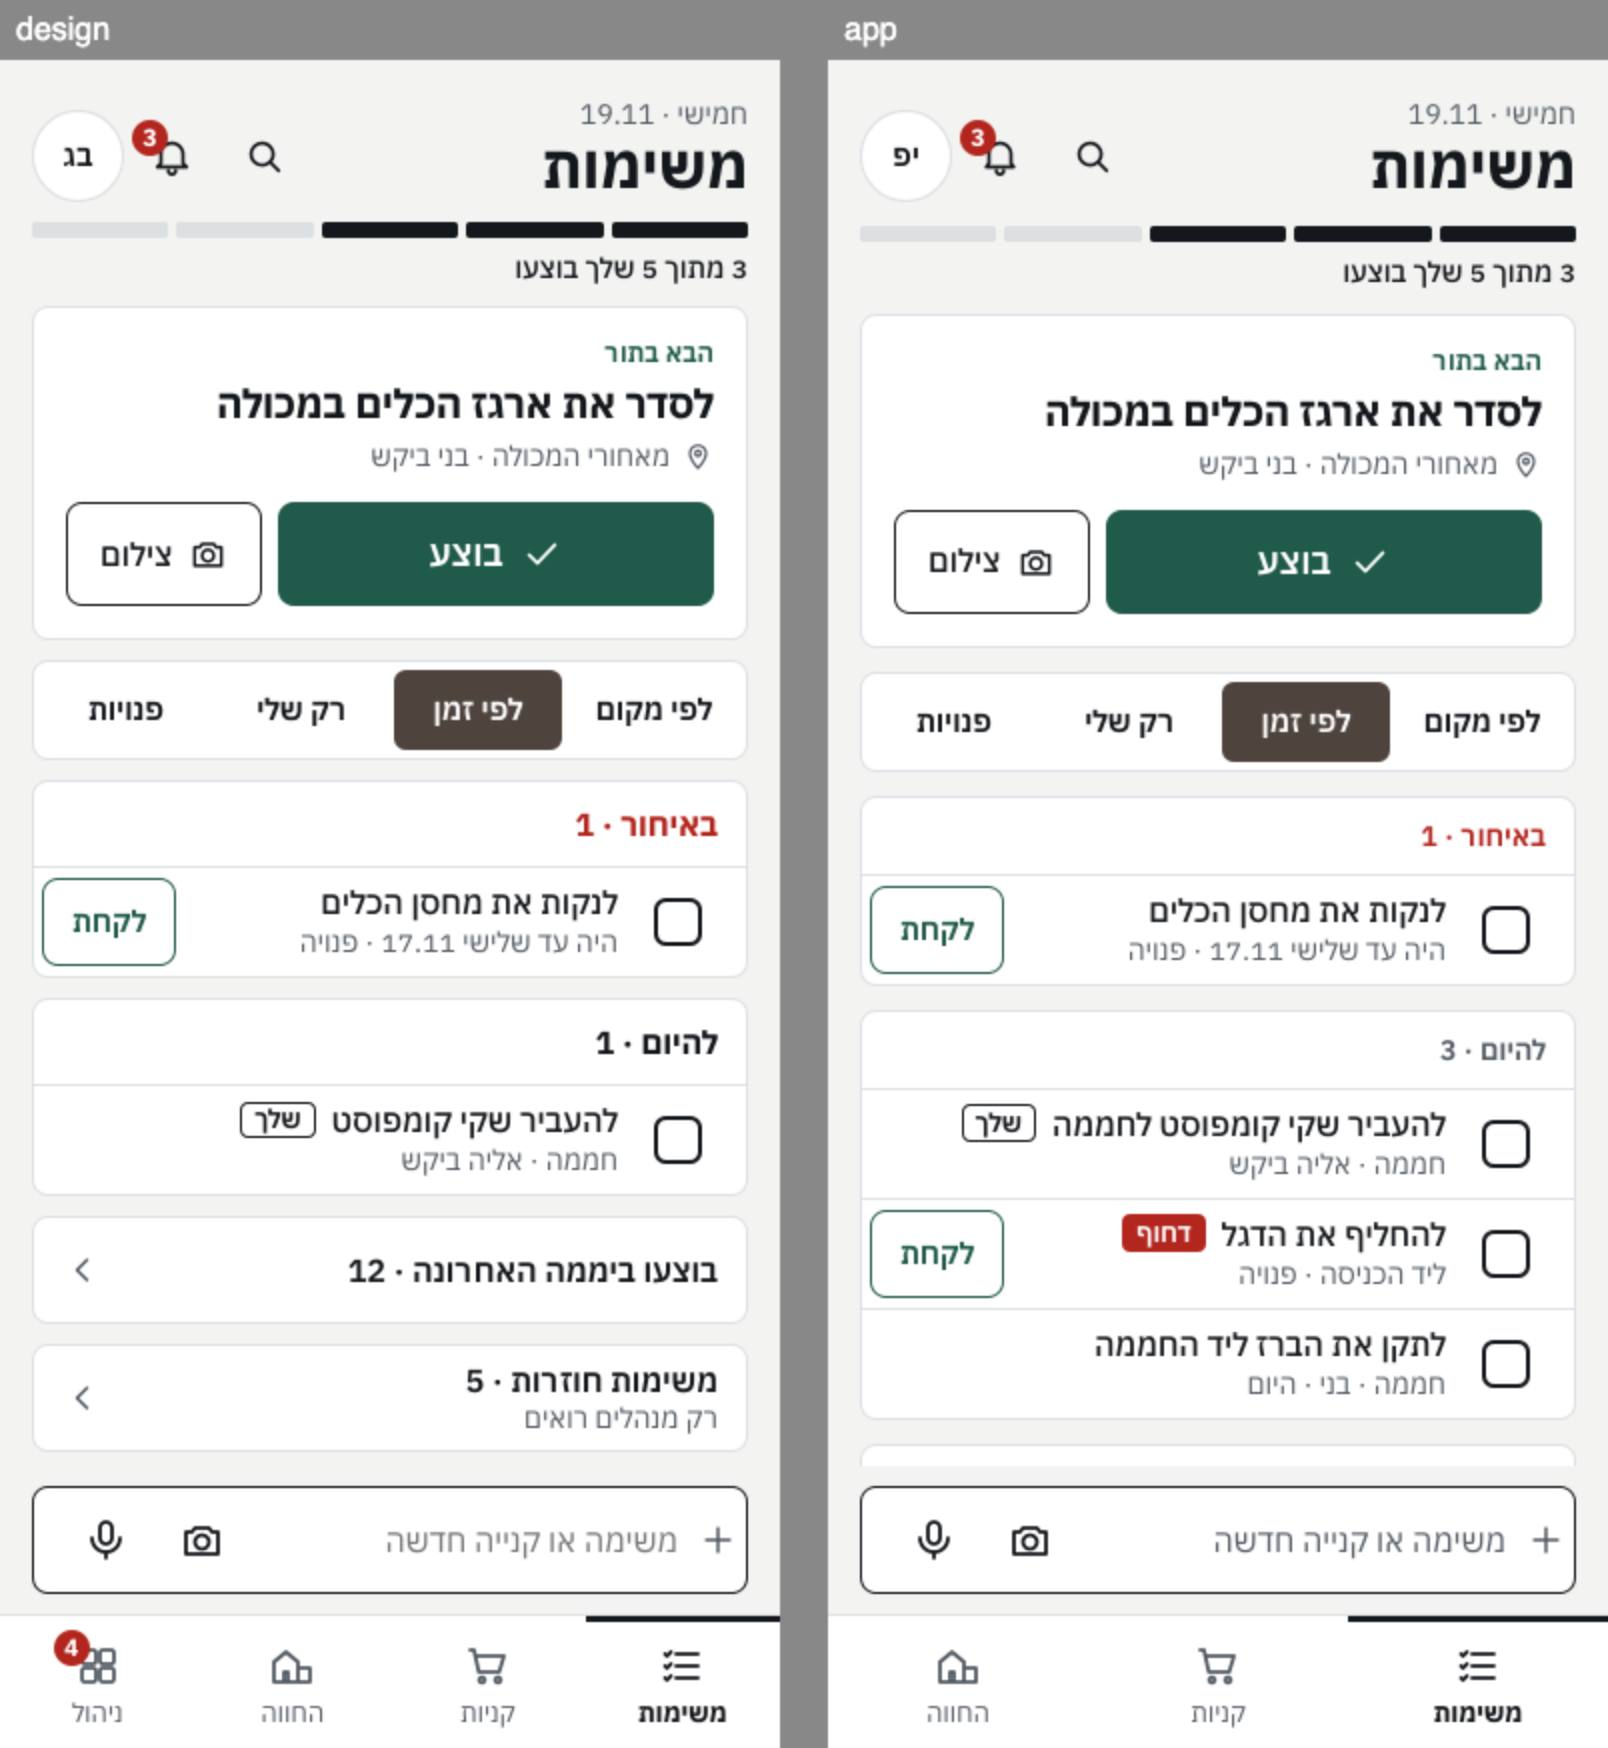 design
חמישי · 19.11
משימות
3
בג
3 מתוך 5 שלך בוצעו
הבא בתור
לסדר את ארגז הכלים במכולה
מאחורי המכולה · בני ביקש
בוצע
צילום
לפי מקום
לפי זמן
רק שלי
פנויות
באיחור · 1
לנקות את מחסן הכלים
היה עד שלישי 17.11 · פנויה
לקחת
להיום · 1
להעביר שקי קומפוסט שלך
חממה · אליה ביקש
בוצעו ביממה האחרונה · 12
משימות חוזרות · 5
רק מנהלים רואים
משימה או קנייה חדשה
משימות
קניות
החווה
4
ניהול
app
חמישי · 19.11
משימות
3
יפ
3 מתוך 5 שלך בוצעו
הבא בתור
לסדר את ארגז הכלים במכולה
מאחורי המכולה · בני ביקש
בוצע
צילום
לפי מקום
לפי זמן
רק שלי
פנויות
באיחור · 1
לנקות את מחסן הכלים
היה עד שלישי 17.11 · פנויה
לקחת
להיום · 3
להעביר שקי קומפוסט לחממה שלך
חממה · אליה ביקש
להחליף את הדגל דחוף
ליד הכניסה · פנויה
לקחת
לתקן את הברז ליד החממה
חממה · בני · היום
משימה או קנייה חדשה
משימות
קניות
החווה